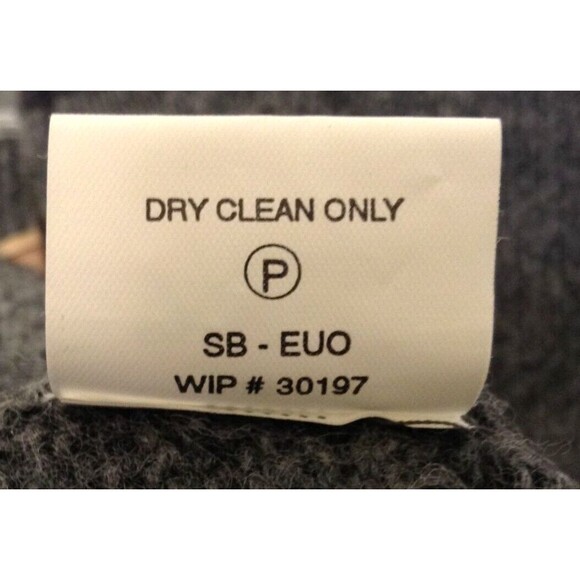 DRY CLEAN ONLY
P
SB - EUO
WIP # 30197